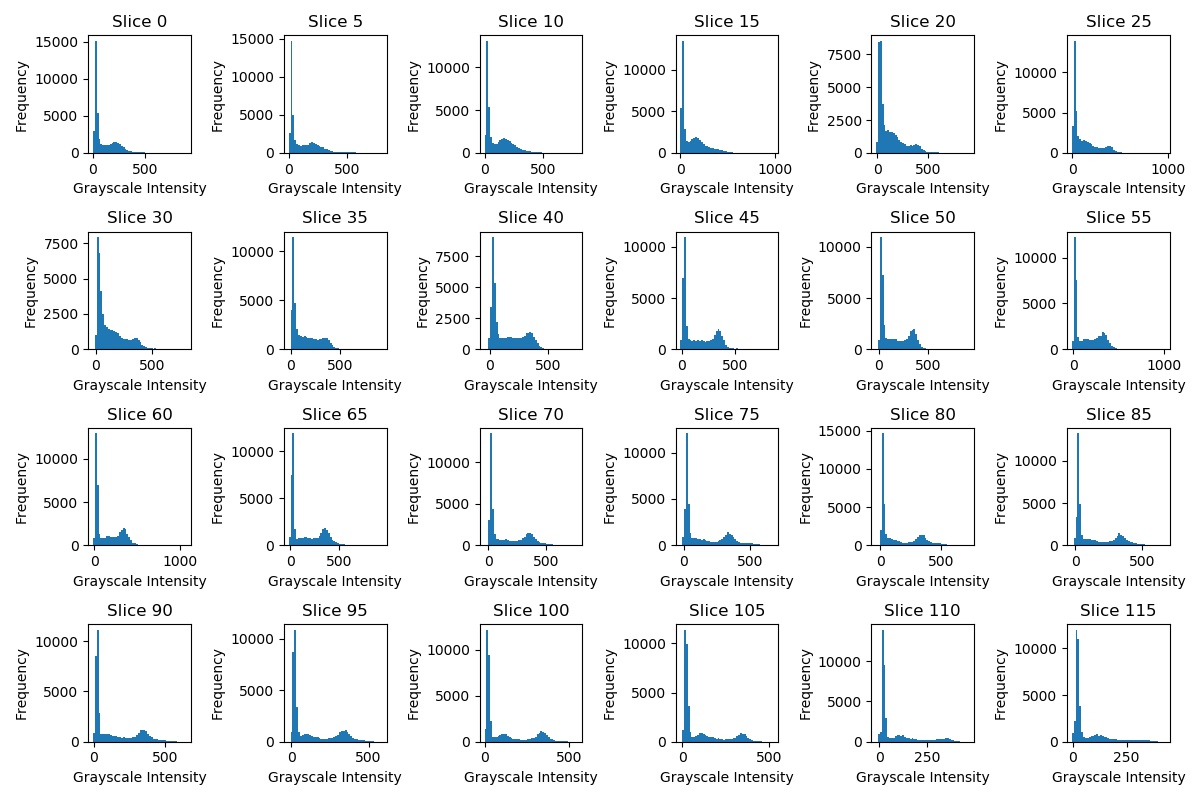 Slice 0 Slice 5 Slice 10 Slice 15 Slice 20 Slice 25
15000 15000 10000 10000 7500 10000
10000 10000 5000
5000 5000 5000 5000 2500 5000
0 0 0 0 0 0
Frequency Frequency Frequency Frequency Frequency Frequency
0 500 0 500 0 500 0 1000 0 500 0 1000
Grayscale Intensity Grayscale Intensity Grayscale Intensity Grayscale Intensity Grayscale Intensity Grayscale Intensity
Slice 30 Slice 35 Slice 40 Slice 45 Slice 50 Slice 55
7500 10000 7500 10000 10000 10000
5000 5000
2500 5000 2500 5000 5000 5000
0 0 0 0 0 0
Frequency Frequency Frequency Frequency Frequency Frequency
0 500 0 500 0 500 0 500 0 500 0 1000
Grayscale Intensity Grayscale Intensity Grayscale Intensity Grayscale Intensity Grayscale Intensity Grayscale Intensity
Slice 60 Slice 65 Slice 70 Slice 75 Slice 80 Slice 85
15000
10000 10000 10000 10000 10000 10000
5000 5000 5000 5000 5000 5000
0 0 0 0 0 0
Frequency Frequency Frequency Frequency Frequency Frequency
0 1000 0 500 0 500 0 500 0 500 0 500
Grayscale Intensity Grayscale Intensity Grayscale Intensity Grayscale Intensity Grayscale Intensity Grayscale Intensity
Slice 90 Slice 95 Slice 100 Slice 105 Slice 110 Slice 115
10000 10000 10000 10000 10000 10000
5000 5000 5000 5000 5000 5000
0 0 0 0 0 0
Frequency Frequency Frequency Frequency Frequency Frequency
0 500 0 500 0 500 0 500 0 250 0 250
Grayscale Intensity Grayscale Intensity Grayscale Intensity Grayscale Intensity Grayscale Intensity Grayscale Intensity